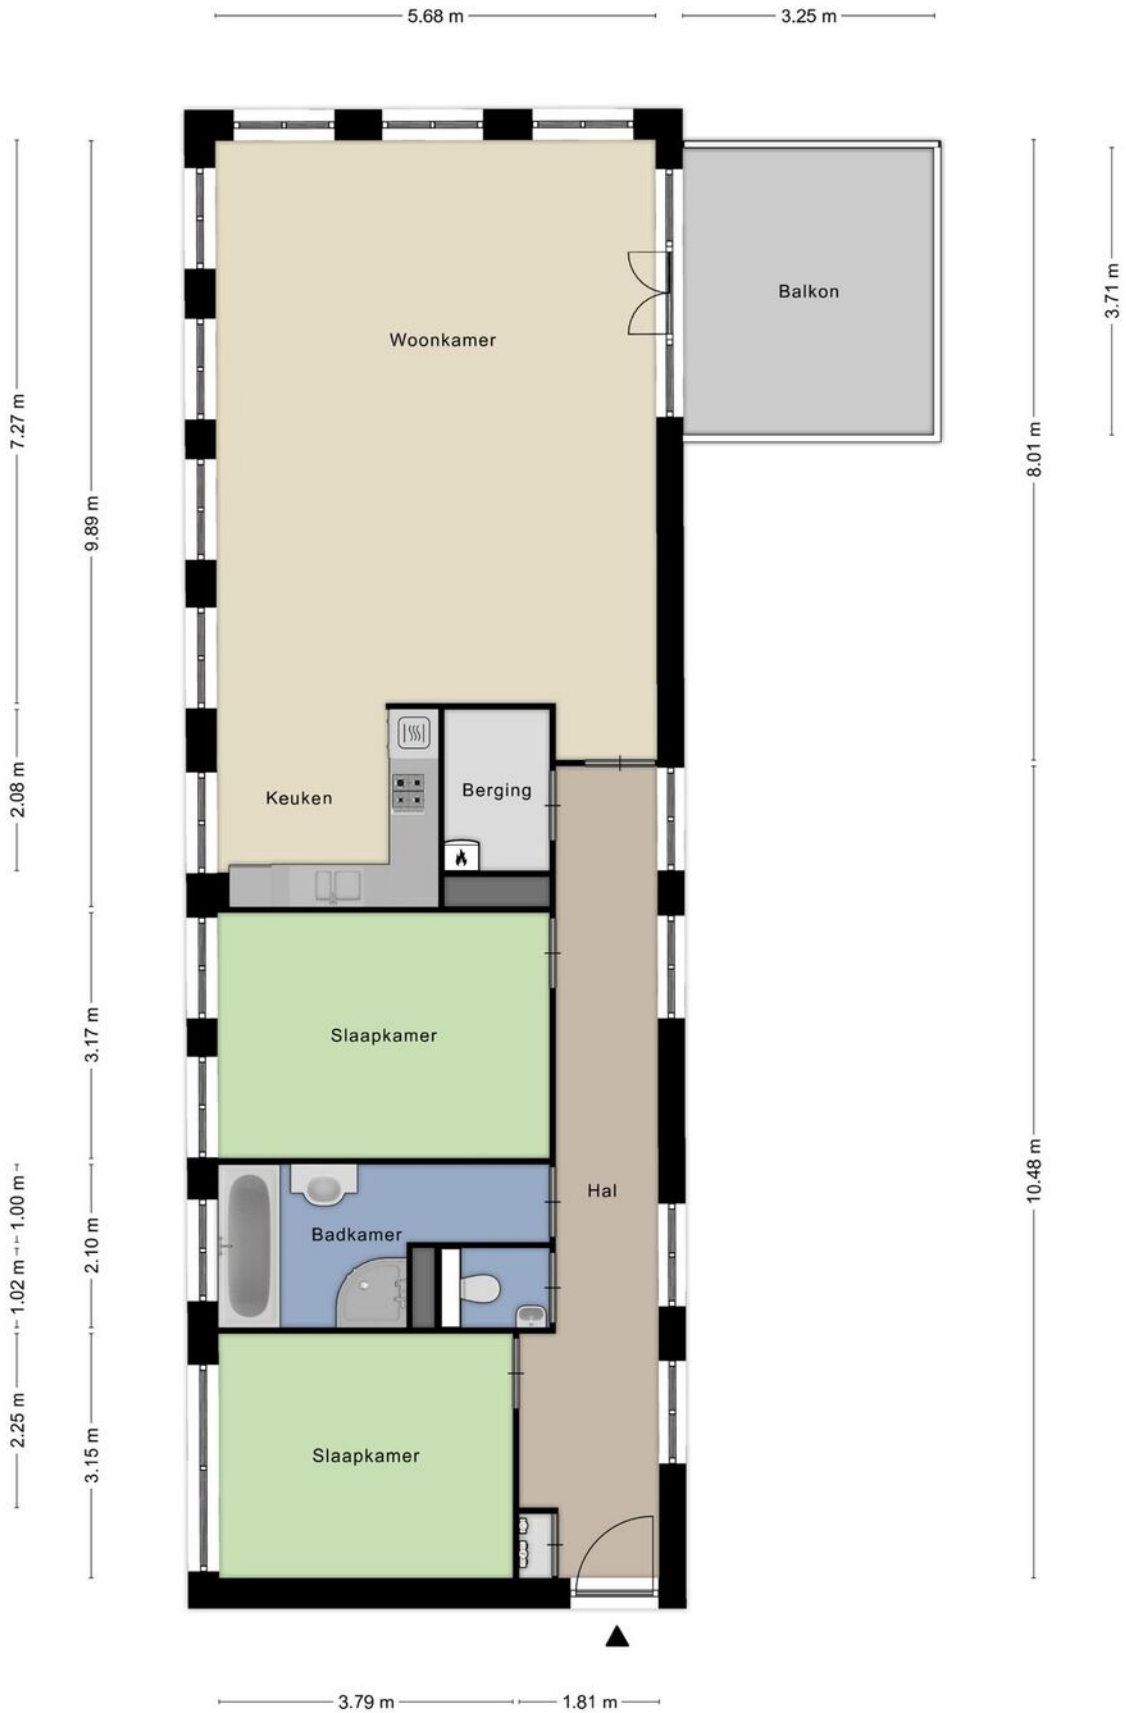 5.68 m
3.25 m
Balkon
3.71 m
Woonkamer
7.27 m
8.01 m
9.89 m
Keuken
Berging
2.08 m
Slaapkamer
3.17 m
Hal
10.48 m
1.00 m
Badkamer
2.10 m
1.02 m
Slaapkamer
2.25 m
3.15 m
3.79 m
1.81 m